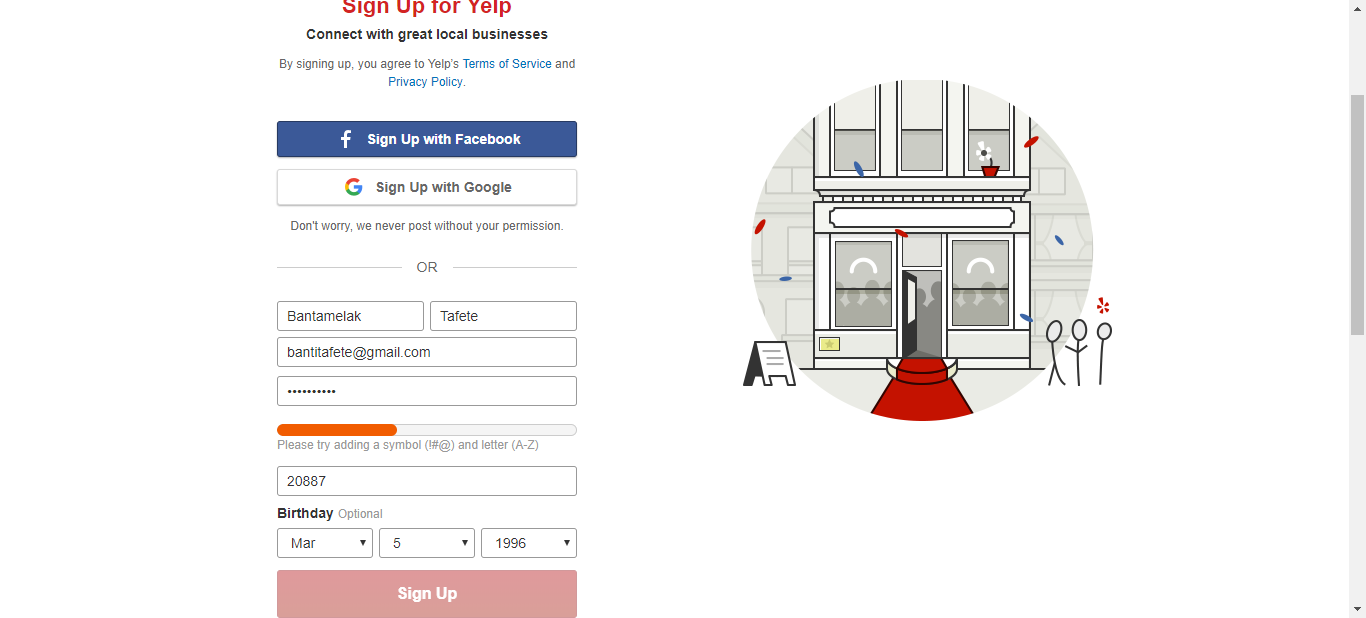 Sign Up for Yelp
Connect with great local businesses
By signing up, you agree to Yelp's Terms of Service and
Privacy Policy.
Sign Up with Facebook
Sign Up with Google
Don't worry, we never post without your permission.
OR
Bantamelak Tafete
bantitafete@gmail.com
••••••••••
Please try adding a symbol (!#@) and letter (A-Z)
20887
Birthday Optional
Mar 5 1996
Sign Up